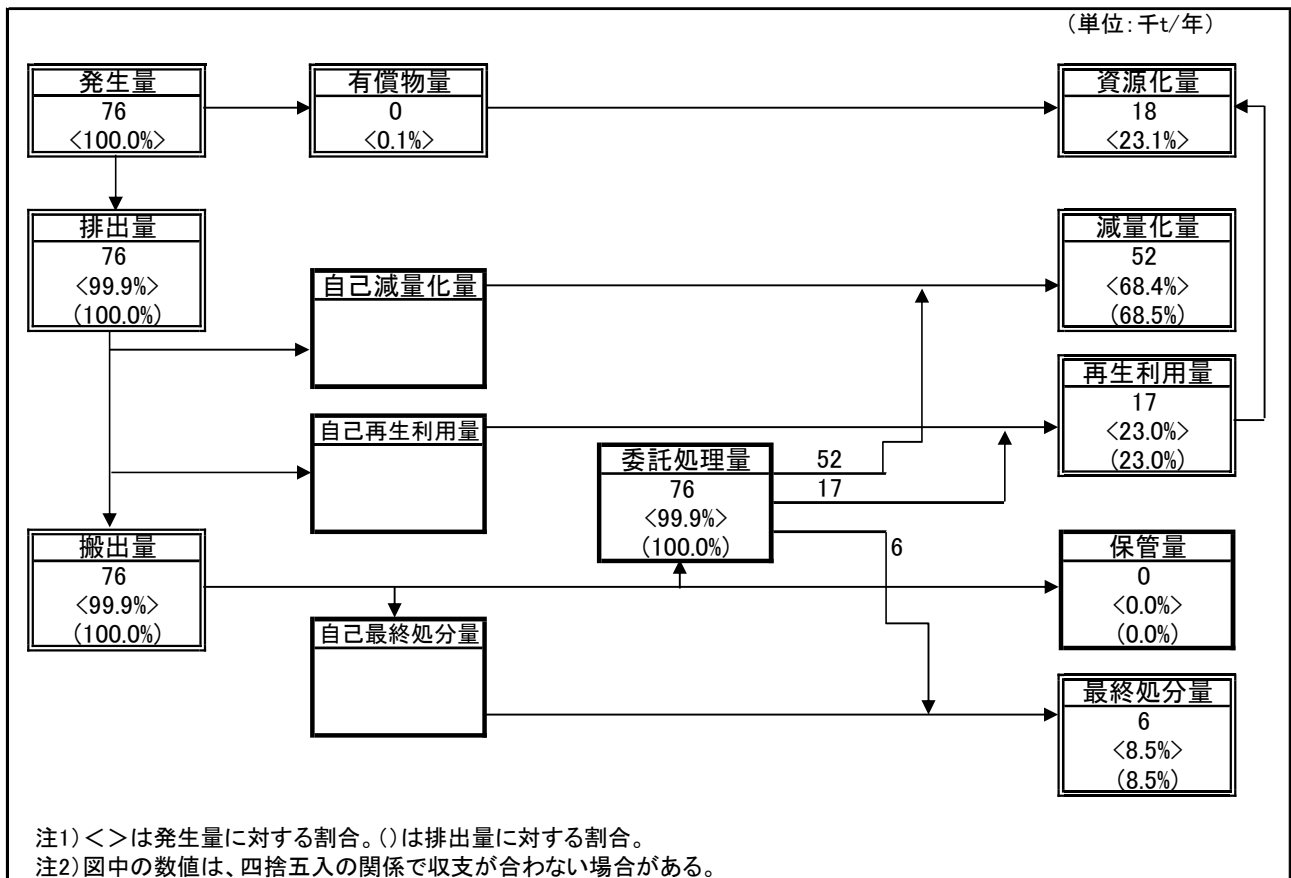 (単位:千t/年)
発生量
76
<100.0%>
有償物量
0
<0.1%>
資源化量
18
<23.1%>
排出量
76
<99.9%>
(100.0%)
自己減量化量
減量化量
52
<68.4%>
(68.5%)
自己再生利用量
再生利用量
17
<23.0%>
(23.0%)
委託処理量
76
<99.9%>
(100.0%)
52
17
6
搬出量
76
<99.9%>
(100.0%)
保管量
0
<0.0%>
(0.0%)
自己最終処分量
最終処分量
6
<8.5%>
(8.5%)
注1)<>は発生量に対する割合。()は排出量に対する割合。
注2)図中の数値は、四捨五入の関係で収支が合わない場合がある。